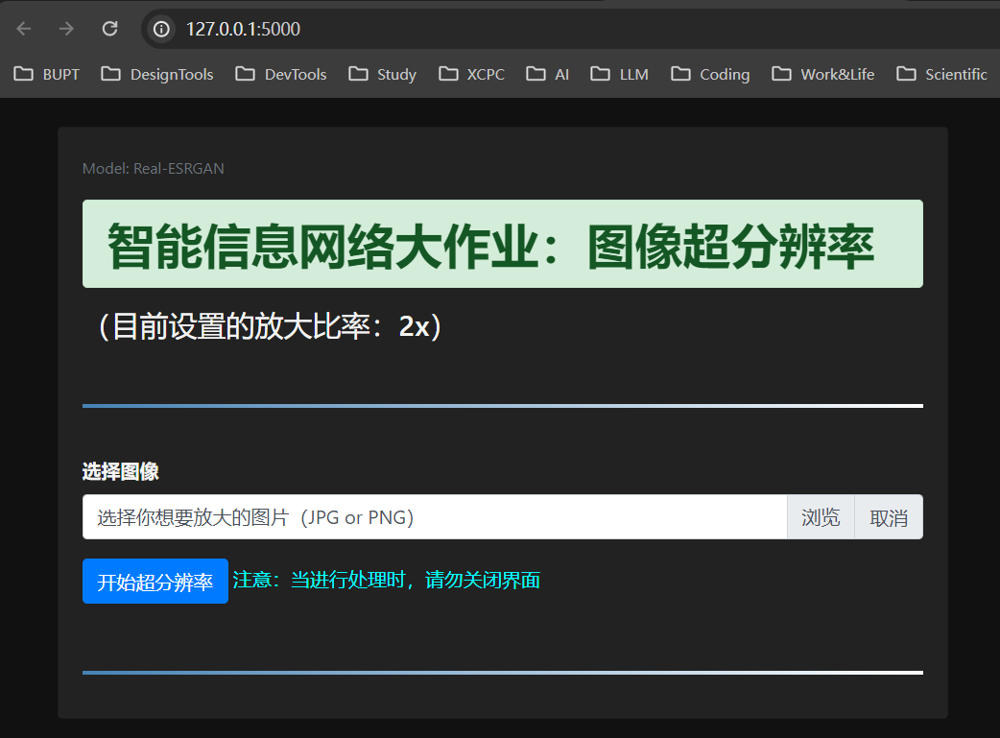 127.0.0.1:5000
BUPT DesignTools DevTools Study XCPC AI LLM Coding Work&Life Scientific
Model: Real-ESRGAN
智能信息网络大作业：图像超分辨率
（目前设置的放大比率：2x）
选择图像
选择你想要放大的图片（JPG or PNG） 浏览 取消
开始超分辨率 注意：当进行处理时，请勿关闭界面